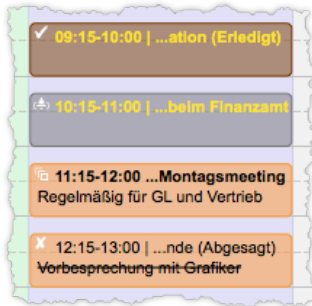 09:15-10:00 | ...ation (Erledigt)
10:15-11:00 | ...beim Finanzamt
11:15-12:00 ...Montagsmeeting
Regelmäßig für GL und Vertrieb
12:15-13:00 | ...nde (Abgesagt)
Vorbesprechung mit Grafiker